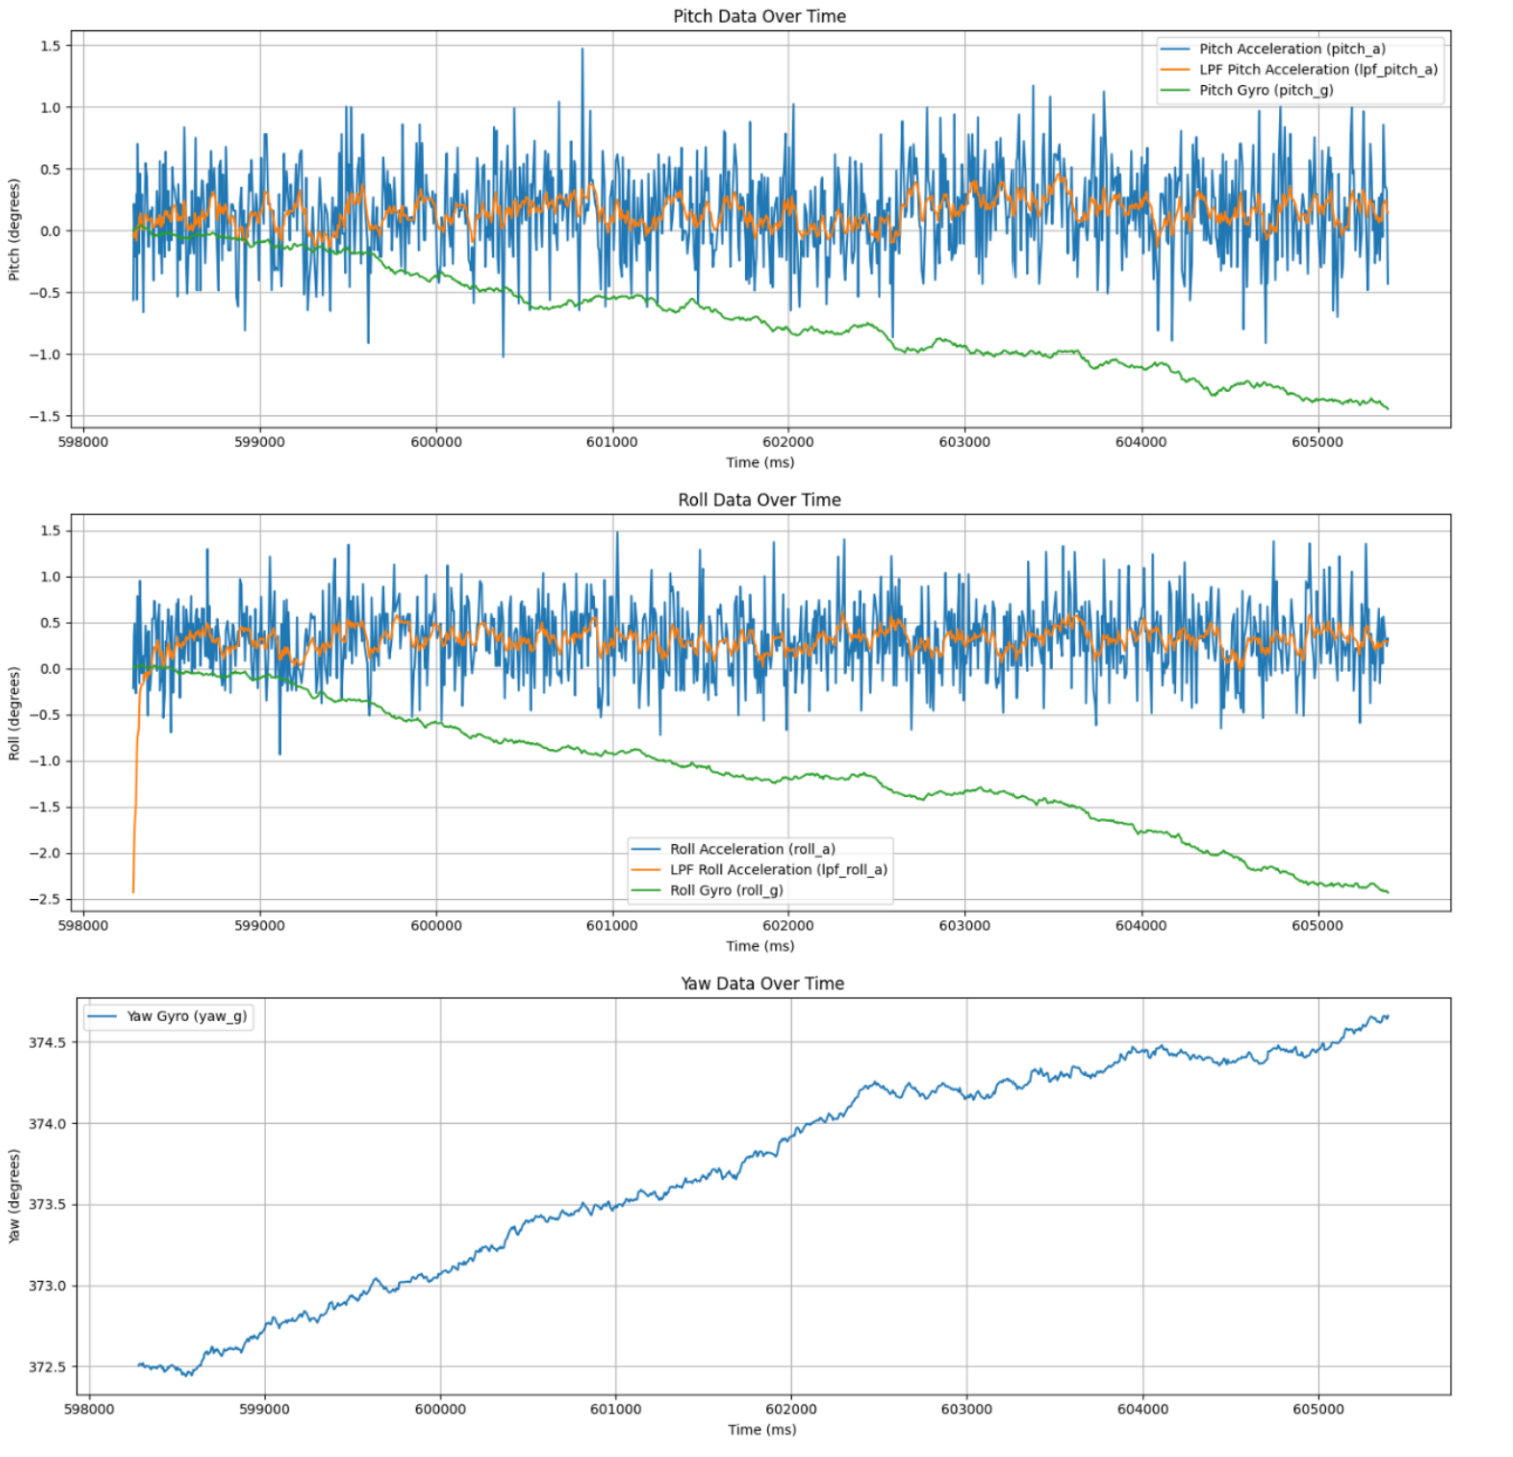 Pitch Data Over Time
Pitch Acceleration (pitch_a)
LPF Pitch Acceleration (lpf_pitch_a)
Pitch Gyro (pitch_g)
1.5
1.0
0.5
0.0
−0.5
−1.0
−1.5
Pitch (degrees)
598000 599000 600000 601000 602000 603000 604000 605000
Time (ms)
Roll Data Over Time
1.5
1.0
0.5
0.0
−0.5
−1.0
−1.5
−2.0
−2.5
Roll (degrees)
Roll Acceleration (roll_a)
LPF Roll Acceleration (lpf_roll_a)
Roll Gyro (roll_g)
598000 599000 600000 601000 602000 603000 604000 605000
Time (ms)
Yaw Data Over Time
Yaw Gyro (yaw_g)
374.5
374.0
373.5
373.0
372.5
Yaw (degrees)
598000 599000 600000 601000 602000 603000 604000 605000
Time (ms)